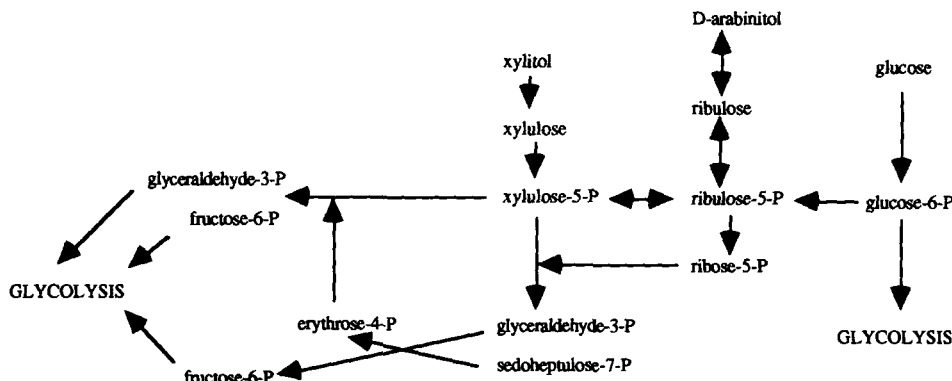 D-arabinitol
xylitol
glucose
ribulose
xylulose
glyceraldehyde-3-P
xylulose-5-P
ribulose-5-P
glucose-6-P
fructose-6-P
ribose-5-P
GLYCOLYSIS
erythrose-4-P
glyceraldehyde-3-P
GLYCOLYSIS
sedoheptulose-7-P
fructose-6-P